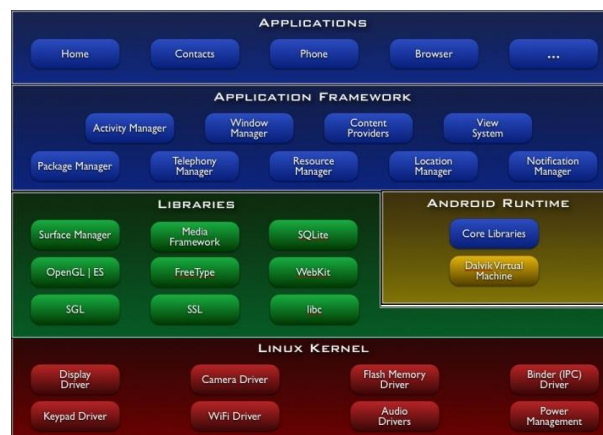 APPLICATIONS
Home
Contacts
Phone
Browser
...
APPLICATION FRAMEWORK
Activity Manager
Window
Manager
Content
Providers
View
System
Package Manager
Telephony
Manager
Resource
Manager
Location
Manager
Notification
Manager
LIBRARIES
Surface Manager
Media
Framework
SQLite
OpenGL | ES
FreeType
WebKit
SGL
SSL
libc
ANDROID RUNTIME
Core Libraries
Dalvik Virtual
Machine
LINUX KERNEL
Display
Driver
Camera Driver
Flash Memory
Driver
Binder (IPC)
Driver
Keypad Driver
WiFi Driver
Audio
Drivers
Power
Management